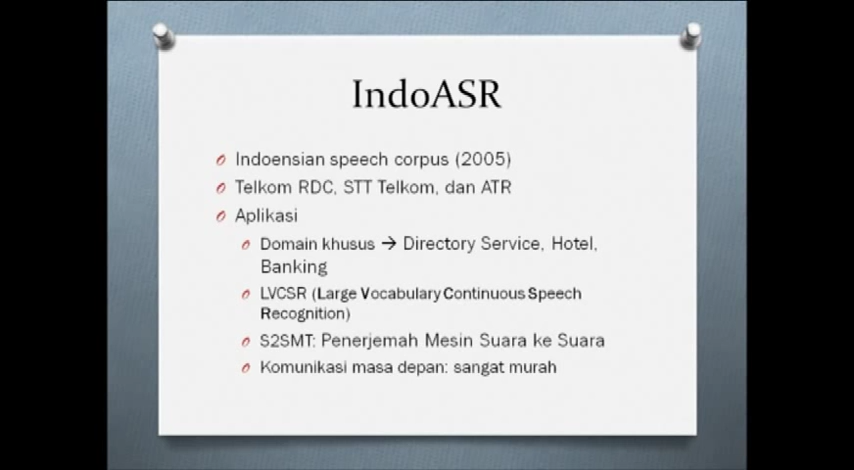 IndoASR
Indoensian speech corpus (2005)
Telkom RDC, STT Telkom, dan ATR
Aplikasi
Domain khusus → Directory Service, Hotel,
Banking
LVCSR (Large Vocabulary Continuous Speech
Recognition)
S2SMT: Penerjemah Mesin Suara ke Suara
Komunikasi masa depan: sangat murah